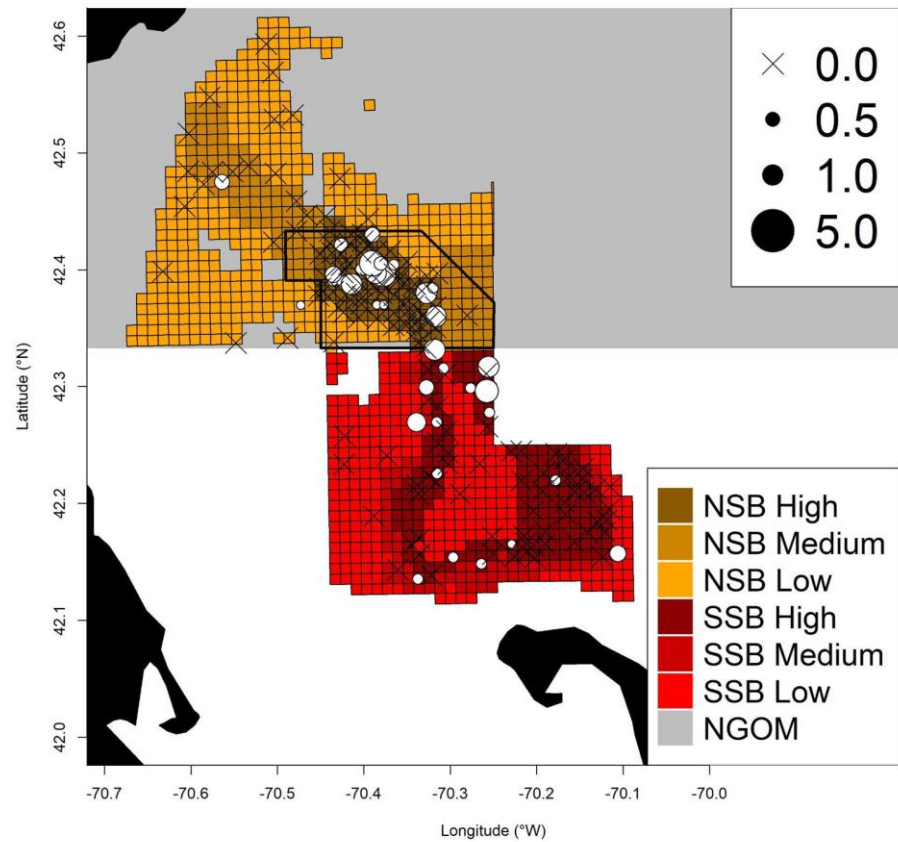 0.0
0.5
1.0
5.0
42.6
42.5
42.4
42.3
42.2
42.1
42.0
Latitude (°N)
NSB High
NSB Medium
NSB Low
SSB High
SSB Medium
SSB Low
NGOM
-70.7 -70.6 -70.5 -70.4 -70.3 -70.2 -70.1 -70.0
Longitude (°W)